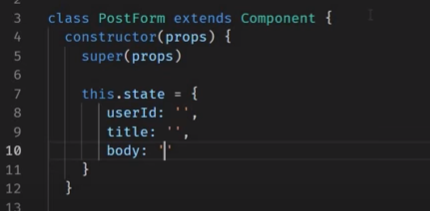 3 class PostForm extends Component {
4 constructor(props) {
5 super(props)
6
7 this.state = {
8 userId: '',
9 title: '',
10 body: ''
11 }
12 }
13